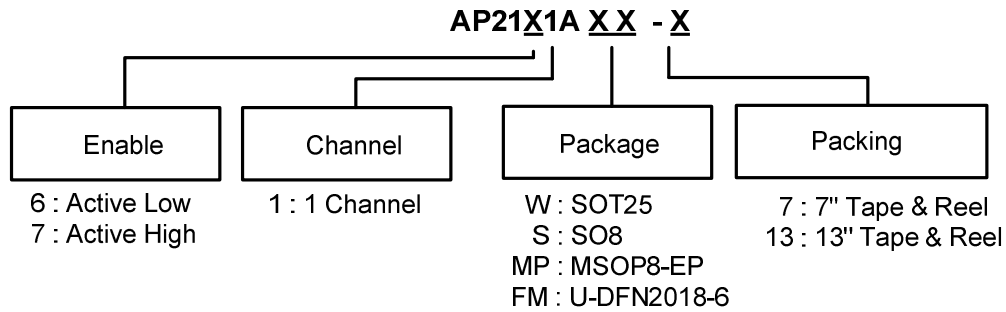 AP21X1A X X - X
Enable
Channel
Package
Packing
6 : Active Low
7 : Active High
1 : 1 Channel
W : SOT25
S : SO8
MP : MSOP8-EP
FM : U-DFN2018-6
7 : 7" Tape & Reel
13 : 13" Tape & Reel